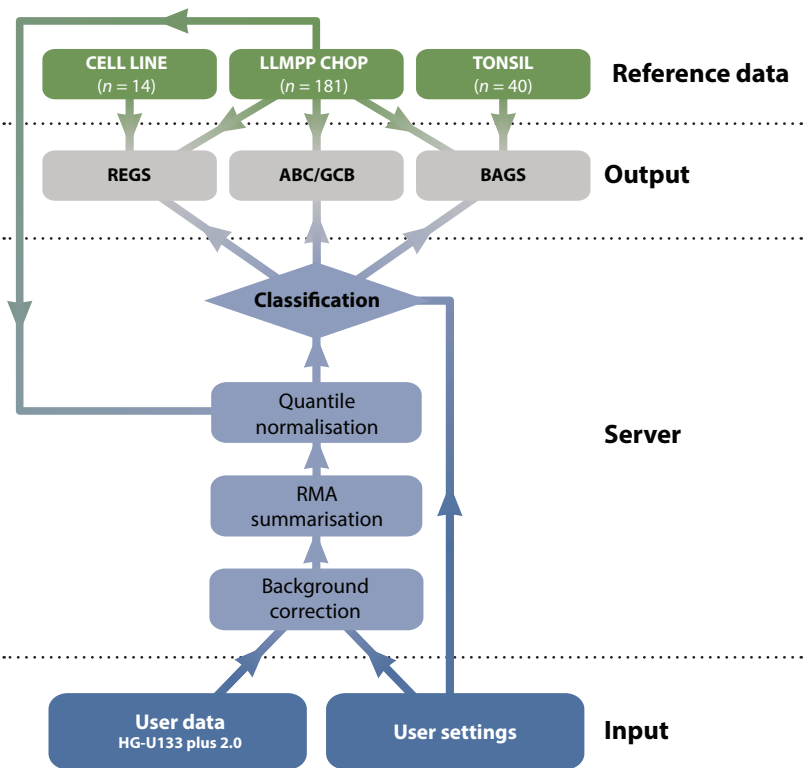 CELL LINE
(n = 14)
LLMPP CHOP
(n = 181)
TONSIL
(n = 40)
Reference data
REGS
ABC/GCB
BAGS
Output
Classification
Quantile
normalisation
Server
RMA
summarisation
Background
correction
User data
HG-U133 plus 2.0
User settings
Input